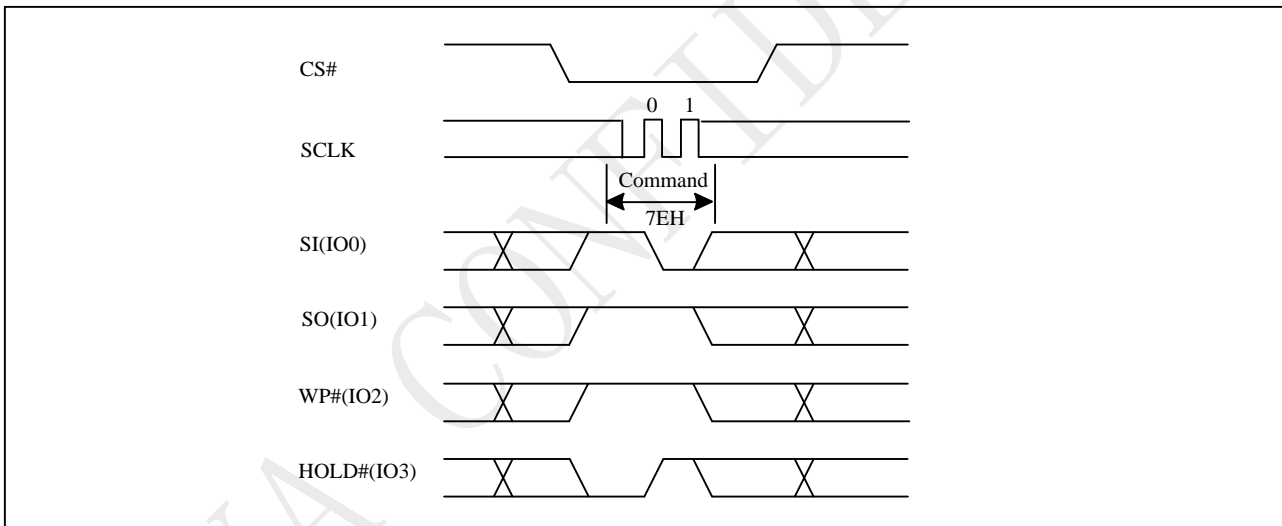 CS#
0 1
SCLK
Command
7EH
SI(IO0)
SO(IO1)
WP#(IO2)
HOLD#(IO3)